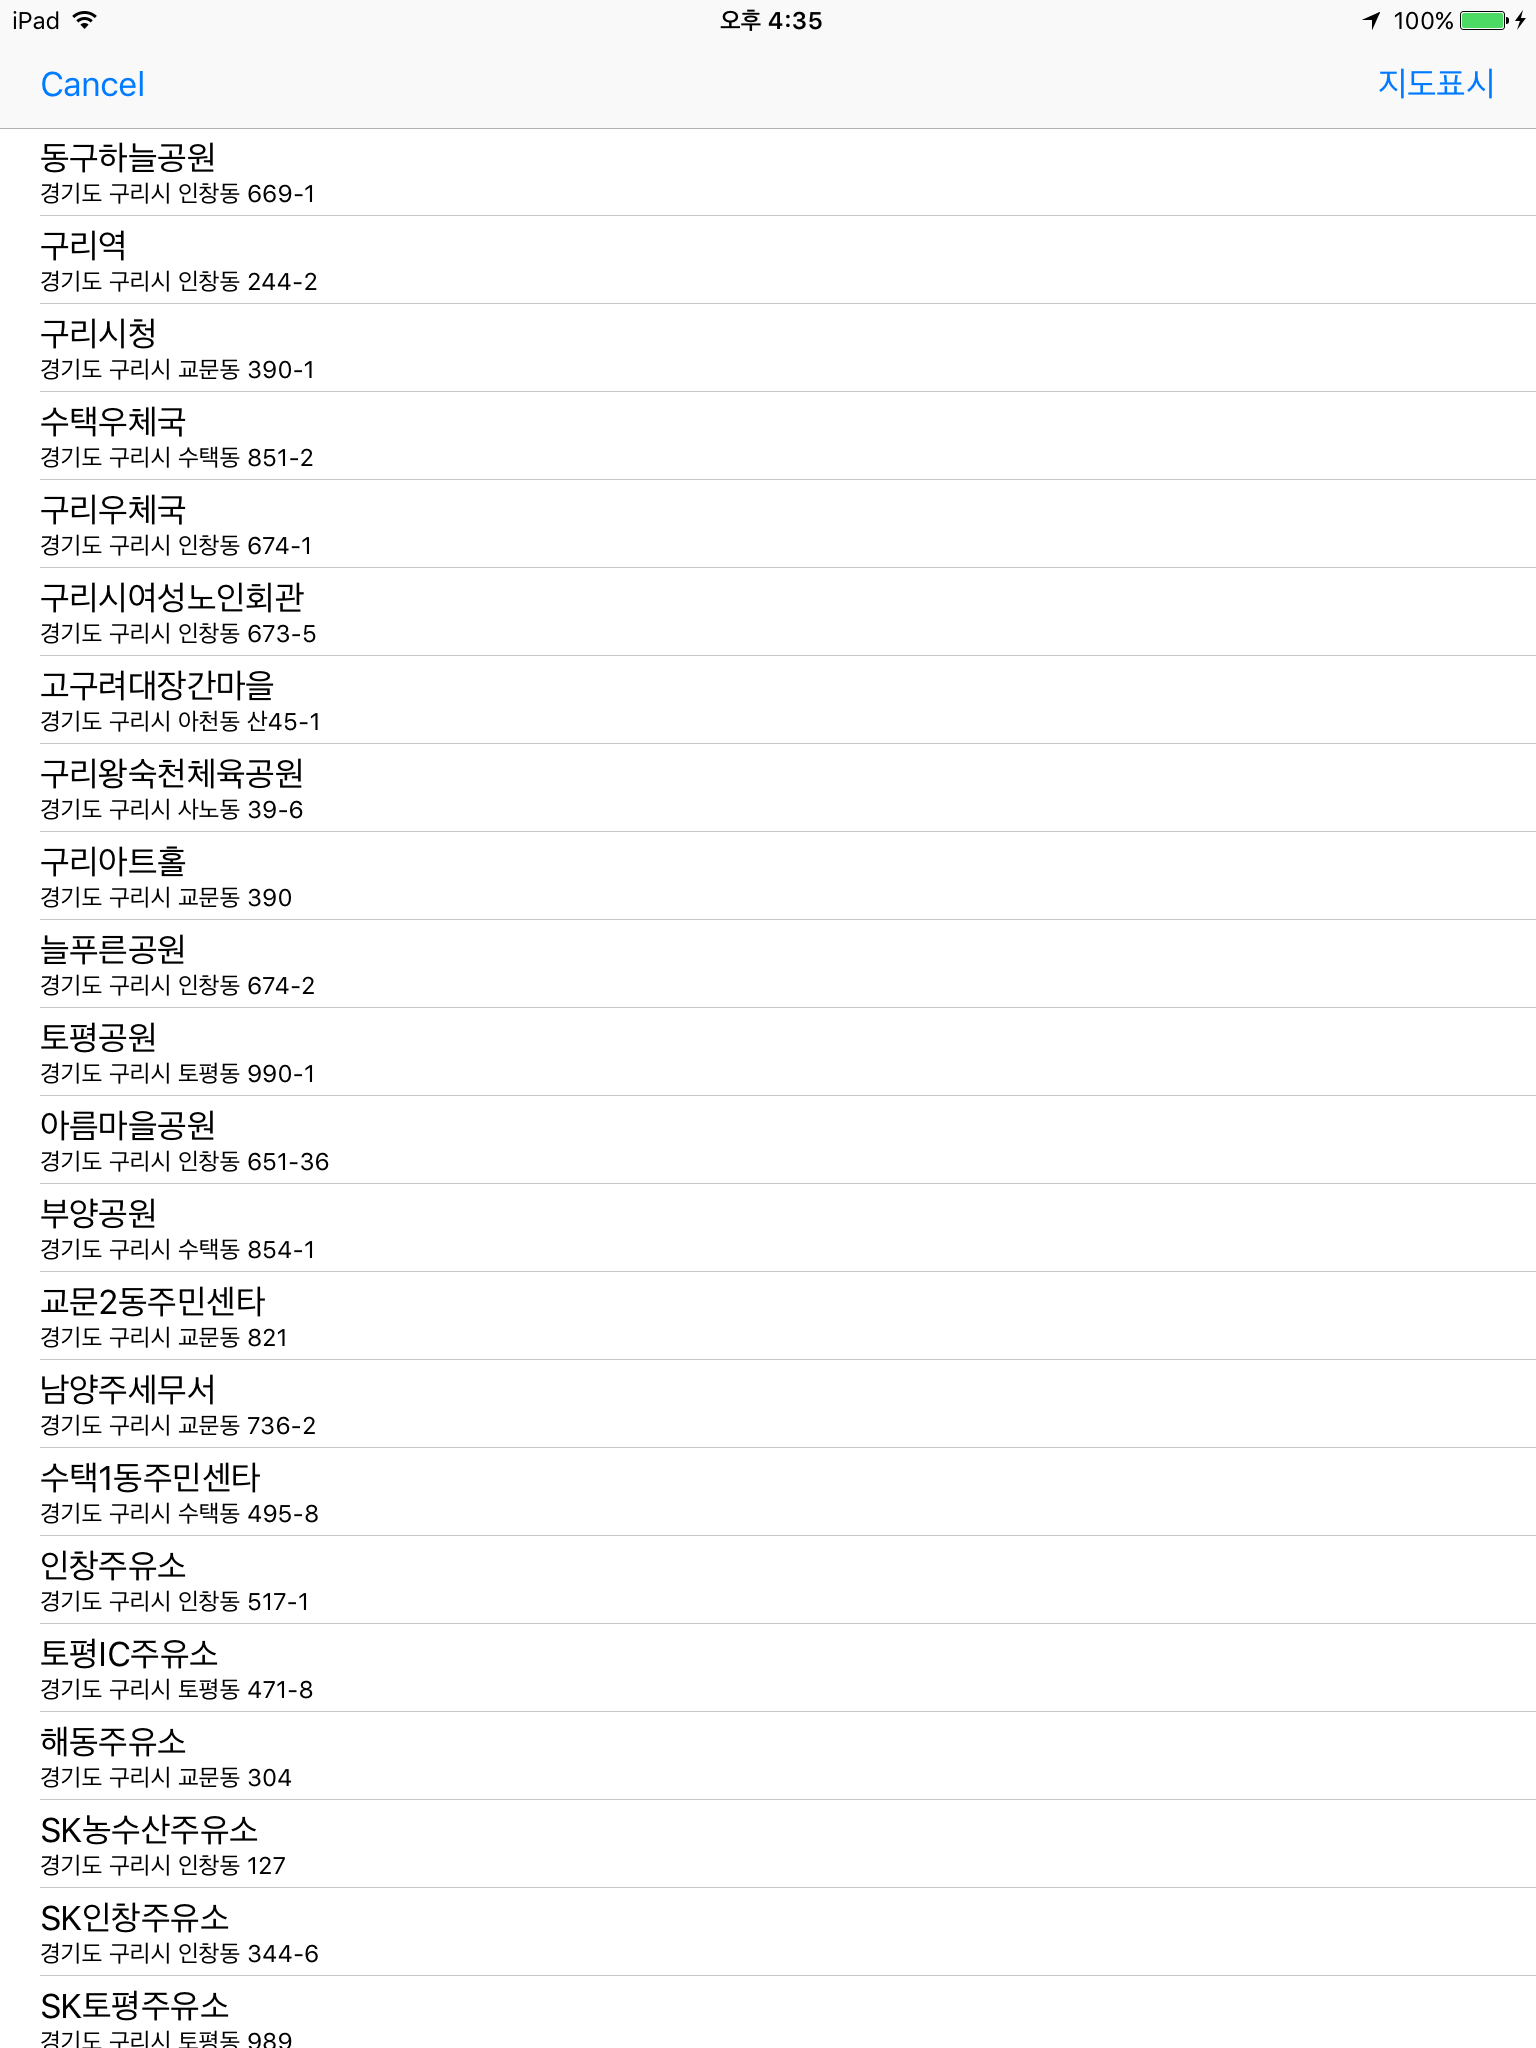 iPad 오후 4:35 100%
Cancel 지도표시
동구하늘공원
경기도 구리시 인창동 669-1
구리역
경기도 구리시 인창동 244-2
구리시청
경기도 구리시 교문동 390-1
수택우체국
경기도 구리시 수택동 851-2
구리우체국
경기도 구리시 인창동 674-1
구리시여성노인회관
경기도 구리시 인창동 673-5
고구려대장간마을
경기도 구리시 아천동 산45-1
구리왕숙천체육공원
경기도 구리시 사노동 39-6
구리아트홀
경기도 구리시 교문동 390
늘푸른공원
경기도 구리시 인창동 674-2
토평공원
경기도 구리시 토평동 990-1
아름마을공원
경기도 구리시 인창동 651-36
부양공원
경기도 구리시 수택동 854-1
교문2동주민센타
경기도 구리시 교문동 821
남양주세무서
경기도 구리시 교문동 736-2
수택1동주민센타
경기도 구리시 수택동 495-8
인창주유소
경기도 구리시 인창동 517-1
토평IC주유소
경기도 구리시 토평동 471-8
해동주유소
경기도 구리시 교문동 304
SK농수산주유소
경기도 구리시 인창동 127
SK인창주유소
경기도 구리시 인창동 344-6
SK토평주유소
경기도 구리시 토평동 989